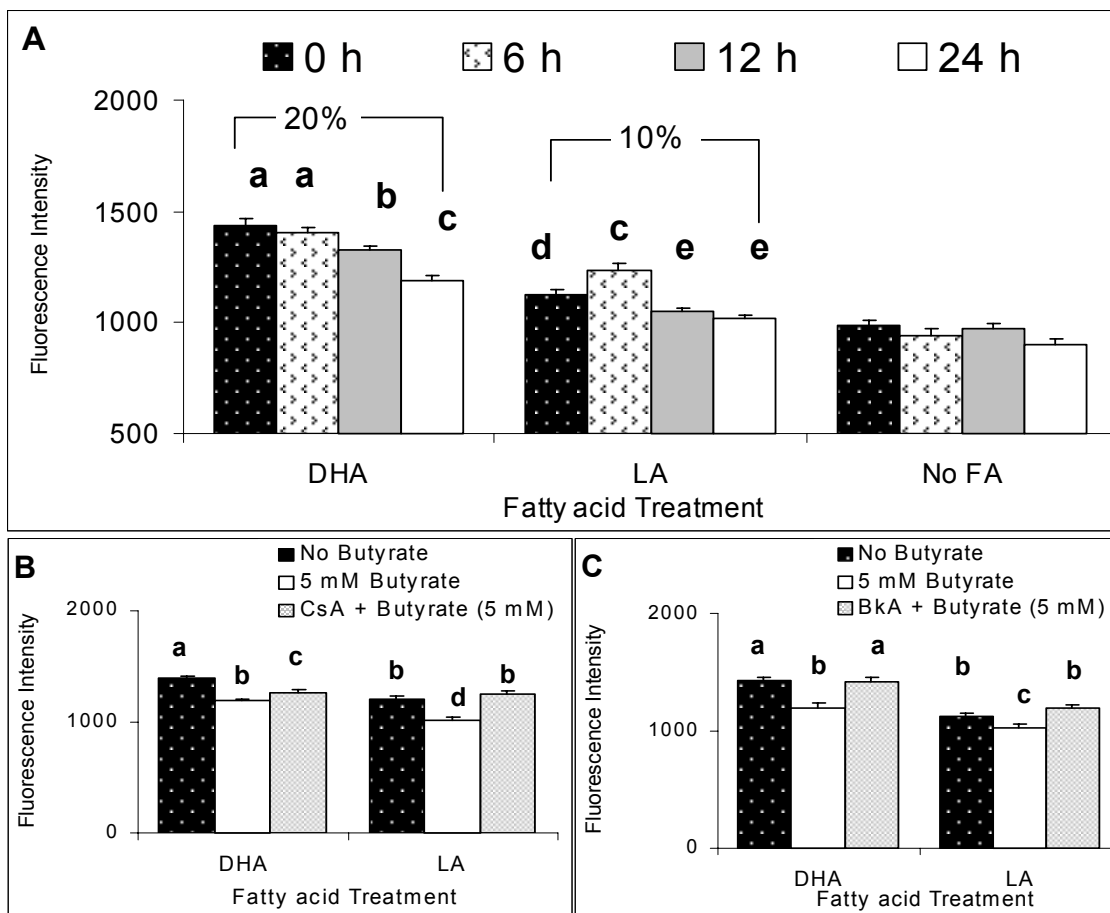 A
0 h 6 h 12 h 24 h
2000
1500
1000
500
Fluorescence Intensity
20%
10%
a a b c d c e e
DHA LA No FA
Fatty acid Treatment
B
No Butyrate
5 mM Butyrate
CsA + Butyrate (5 mM)
2000
1000
0
Fluorescence Intensity
a b c b d b
DHA LA
Fatty acid Treatment
C
No Butyrate
5 mM Butyrate
BkA + Butyrate (5 mM)
2000
1000
0
Fluorescence Intensity
a b a b c b
DHA LA
Fatty acid Treatment